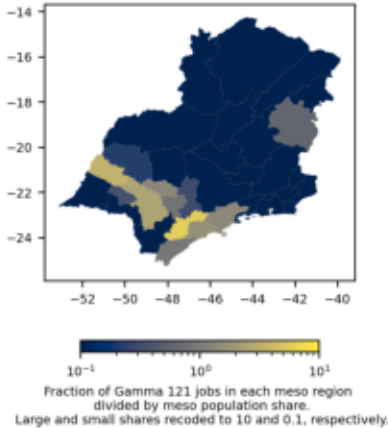 −14
−16
−18
−20
−22
−24
−52 −50 −48 −46 −44 −42 −40
10⁻¹ 10⁰ 10¹
Fraction of Gamma 121 jobs in each meso region
divided by meso population share.
Large and small shares recoded to 10 and 0.1, respectively.